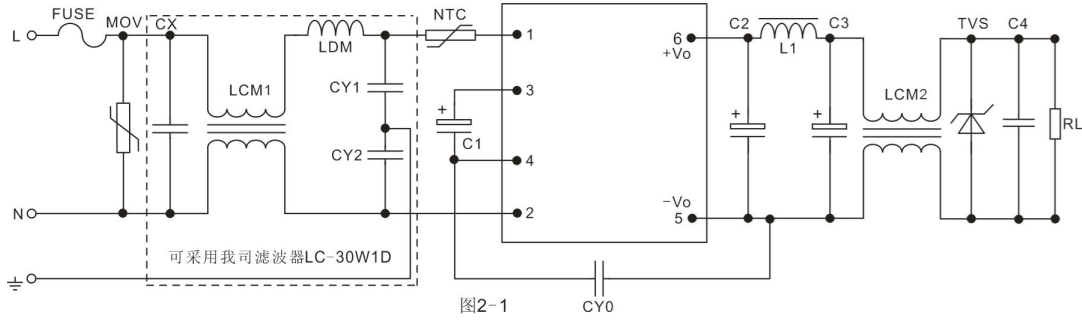 FUSE
MOV
CX
L
LDM
NTC
LCM1
CY1
CY2
N
可采用我司滤波器LC-30W1D
1
3
+
C1
4
2
6
+Vo
-Vo
5
C2
L1
C3
+
+
LCM2
TVS
C4
RL
CY0
图2-1